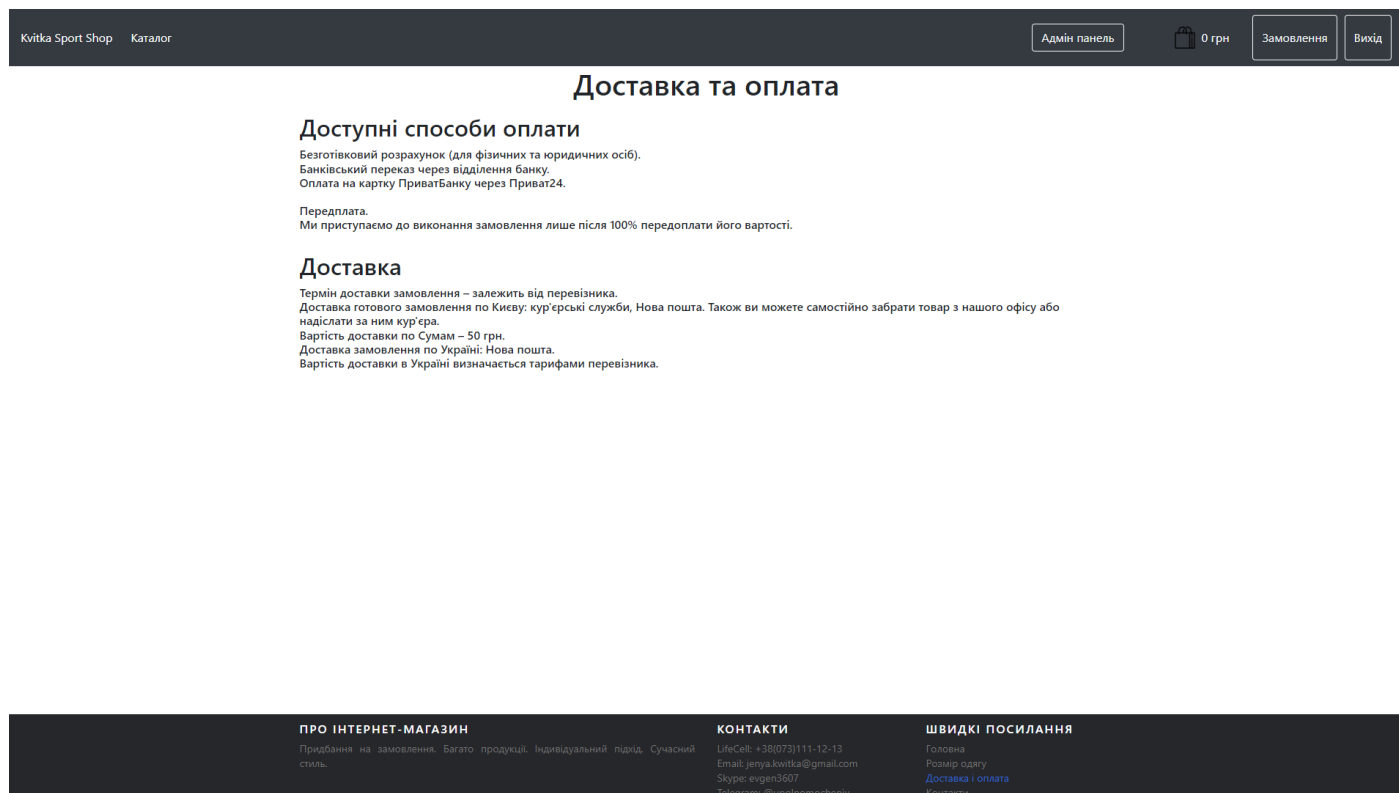 Kvitka Sport Shop Каталог Адмін панель 0 грн Замовлення Вихід
Доставка та оплата
Доступні способи оплати
Безготівковий розрахунок (для фізичних та юридичних осіб).
Банківський переказ через відділення банку.
Оплата на картку ПриватБанку через Приват24.
Передплата.
Ми приступаємо до виконання замовлення лише після 100% передоплати його вартості.
Доставка
Термін доставки замовлення – залежить від перевізника.
Доставка готового замовлення по Києву: кур'єрські служби, Нова пошта. Також ви можете самостійно забрати товар з нашого офісу або
надіслати за ним кур'єра.
Вартість доставки по Сумам – 50 грн.
Доставка замовлення по Україні: Нова пошта.
Вартість доставки в Україні визначається тарифами перевізника.
ПРО ІНТЕРНЕТ-МАГАЗИН
Придбання на замовлення. Багато продукції. Індивідуальний підхід. Сучасний
стиль.
КОНТАКТИ
LifeCell: +38(073)111-12-13
Email: jenya.kwitka@gmail.com
Skype: evgen3607
Telegram:
ШВИДКІ ПОСИЛАННЯ
Головна
Розмір одягу
Доставка і оплата
Контакти